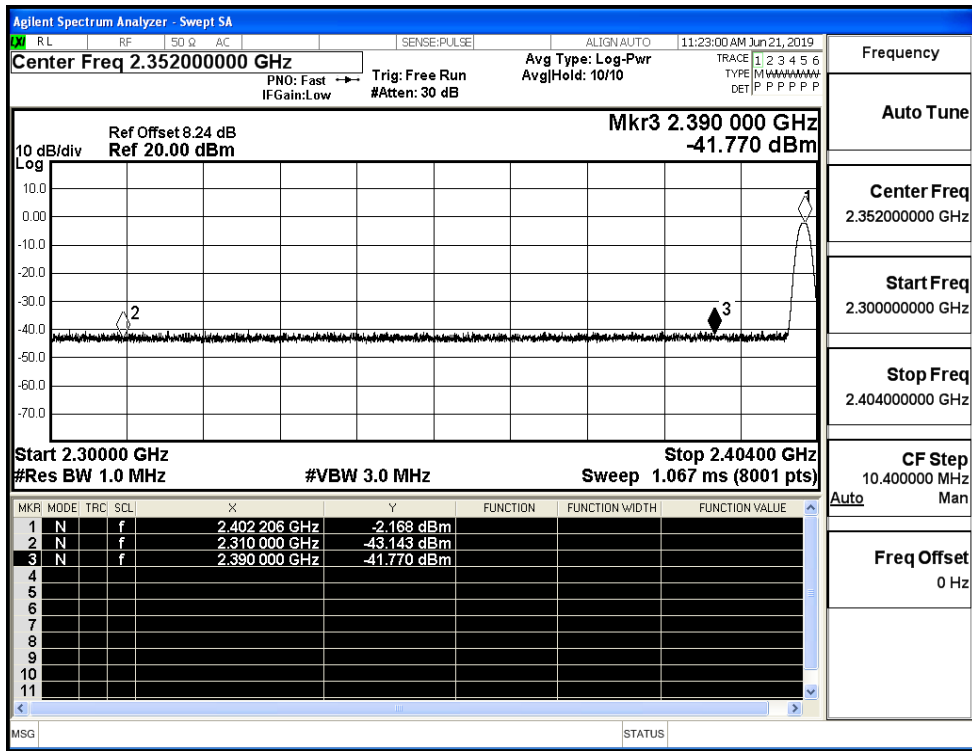 Agilent Spectrum Analyzer - Swept SA
LXI RL RF 50 Ω AC SENSE:PULSE ALIGNAUTO 11:23:00 AM Jun 21, 2019
Center Freq 2.352000000 GHz
PNO: Fast
IFGain:Low
Trig: Free Run
#Atten: 30 dB
Avg Type: Log-Pwr
Avg|Hold: 10/10
TRACE 1 2 3 4 5 6
TYPE M W W W W W
DET P P P P P P
Ref Offset 8.24 dB
10 dB/div Ref 20.00 dBm
Log
Mkr3 2.390 000 GHz
-41.770 dBm
10.0
0.00
-10.0
-20.0
-30.0
-40.0
-50.0
-60.0
-70.0
1
2
3
Start 2.30000 GHz Stop 2.40400 GHz
#Res BW 1.0 MHz #VBW 3.0 MHz Sweep 1.067 ms (8001 pts)
MKR MODE TRC SCL X Y FUNCTION FUNCTION WIDTH FUNCTION VALUE
1 N f 2.402 206 GHz -2.168 dBm
2 N f 2.310 000 GHz -43.143 dBm
3 N f 2.390 000 GHz -41.770 dBm
4
5
6
7
8
9
10
11
MSG STATUS
Frequency
Auto Tune
Center Freq
2.352000000 GHz
Start Freq
2.300000000 GHz
Stop Freq
2.404000000 GHz
CF Step
10.400000 MHz
Auto Man
Freq Offset
0 Hz